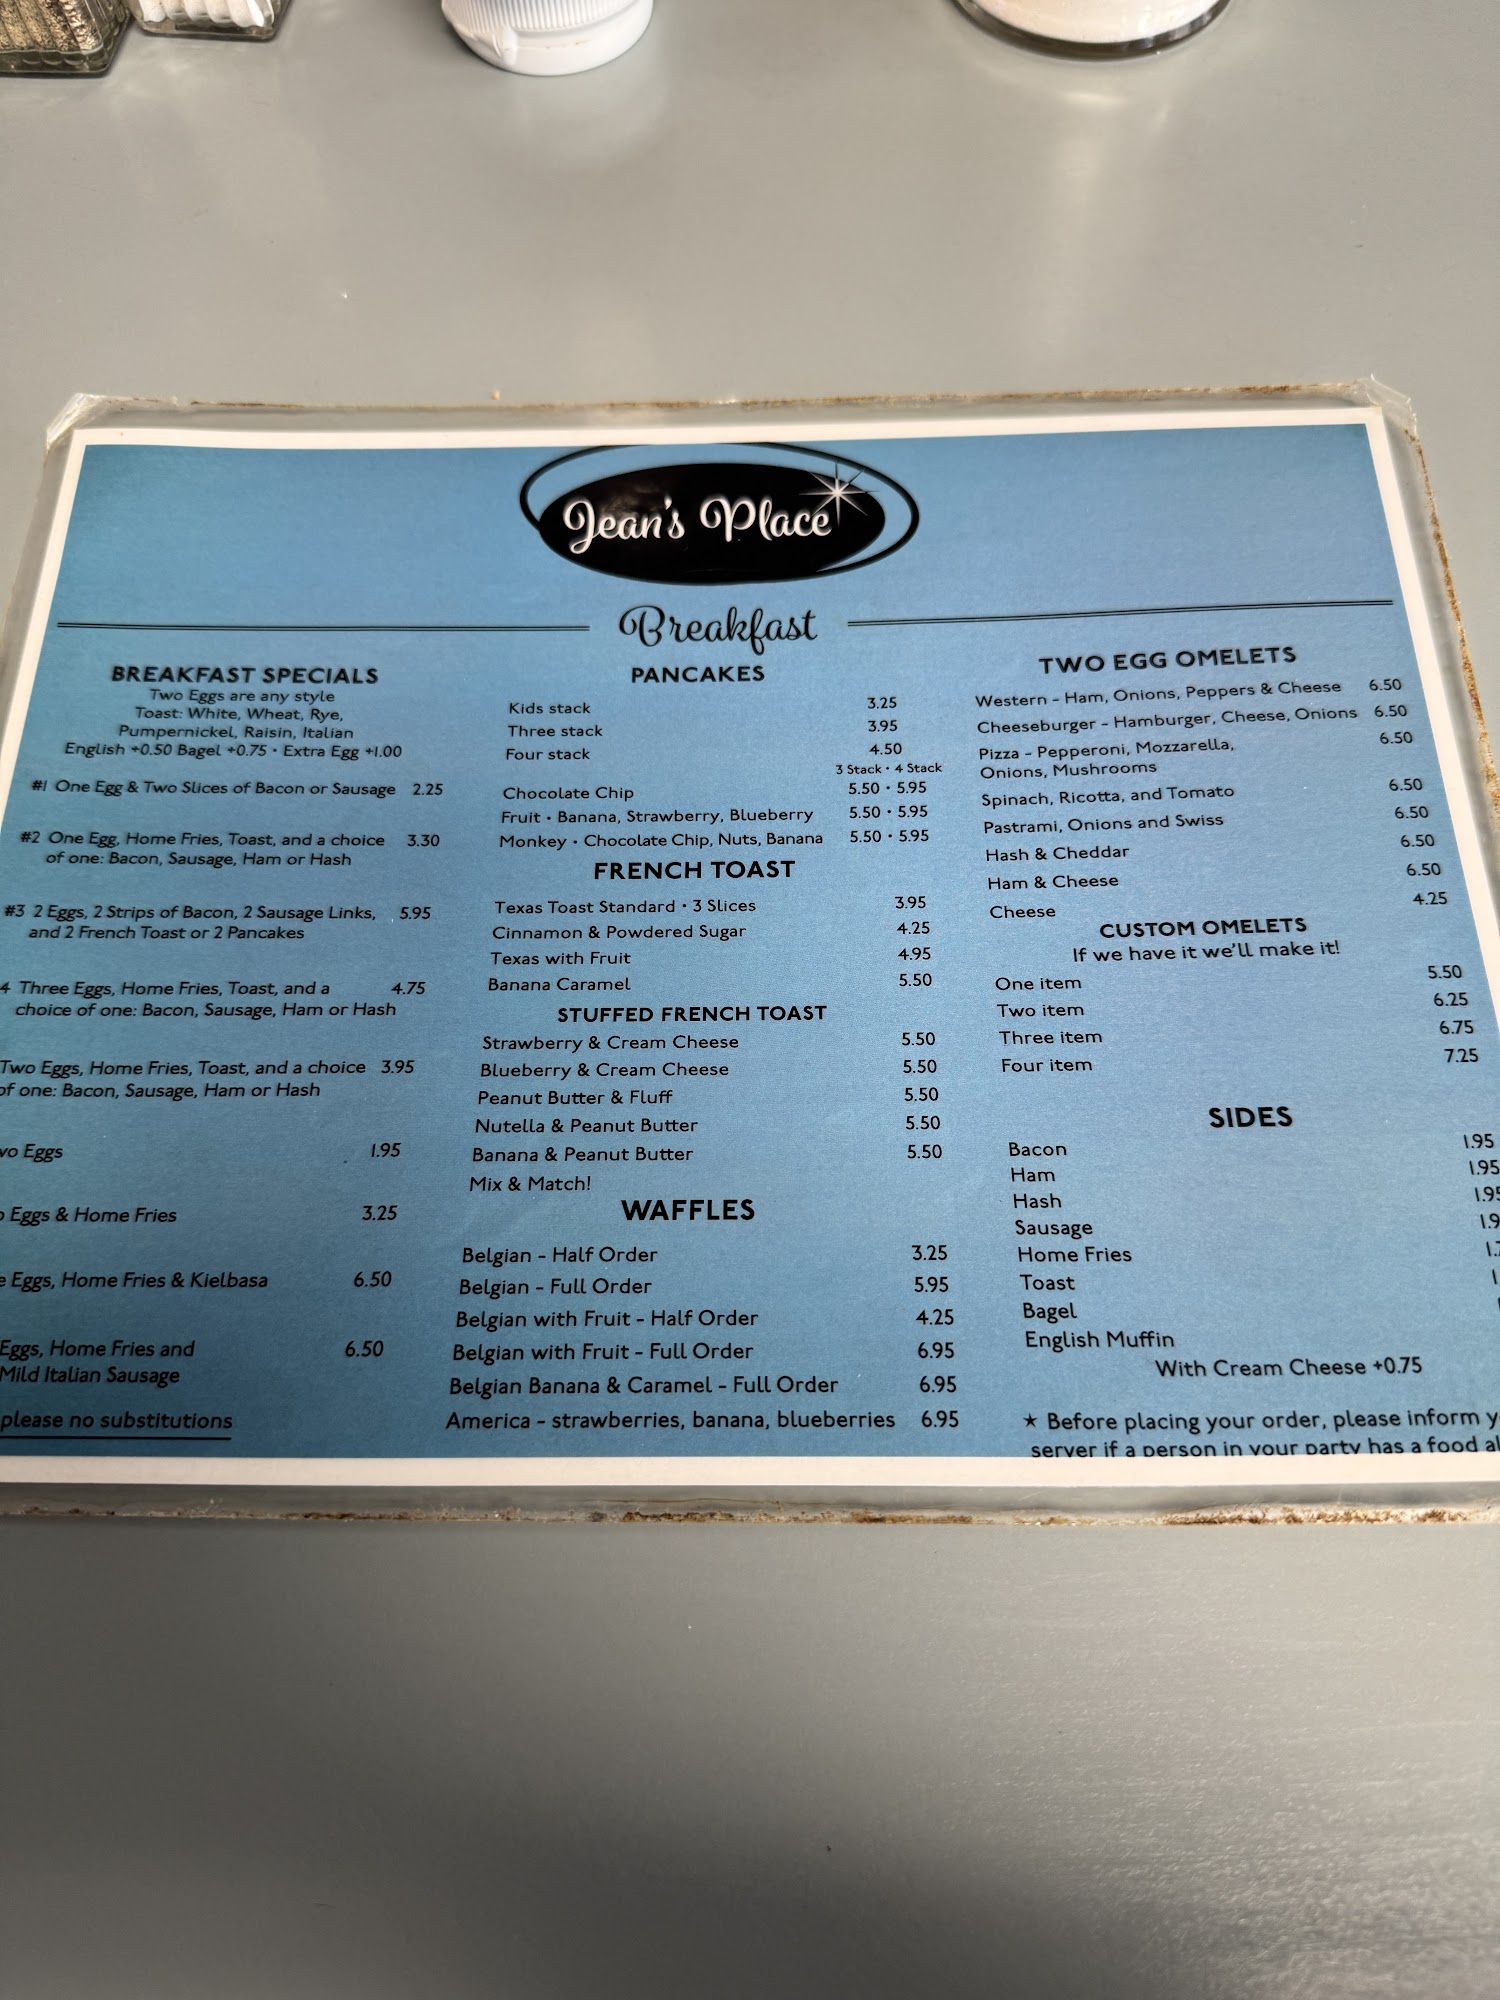 Jean's Place
Breakfast
BREAKFAST SPECIALS
Two Eggs are any style
Toast: White, Wheat, Rye,
Pumpernickel, Raisin, Italian
English +0.50 Bagel +0.75 • Extra Egg +1.00
#1 One Egg & Two Slices of Bacon or Sausage 2.25
#2 One Egg, Home Fries, Toast, and a choice 3.30
of one: Bacon, Sausage, Ham or Hash
#3 2 Eggs, 2 Strips of Bacon, 2 Sausage Links, 5.95
and 2 French Toast or 2 Pancakes
4 Three Eggs, Home Fries, Toast, and a 4.75
choice of one: Bacon, Sausage, Ham or Hash
Two Eggs, Home Fries, Toast, and a choice 3.95
of one: Bacon, Sausage, Ham or Hash
Eggs 1.95
Eggs & Home Fries 3.25
Eggs, Home Fries & Kielbasa 6.50
Eggs, Home Fries and 6.50
Mild Italian Sausage
please no substitutions
PANCAKES
Kids stack 3.25
Three stack 3.95
Four stack 4.50
3 Stack • 4 Stack
Chocolate Chip 5.50 • 5.95
Fruit • Banana, Strawberry, Blueberry 5.50 • 5.95
Monkey • Chocolate Chip, Nuts, Banana 5.50 • 5.95
FRENCH TOAST
Texas Toast Standard • 3 Slices 3.95
Cinnamon & Powdered Sugar 4.25
Texas with Fruit 4.95
Banana Caramel 5.50
STUFFED FRENCH TOAST
Strawberry & Cream Cheese 5.50
Blueberry & Cream Cheese 5.50
Peanut Butter & Fluff 5.50
Nutella & Peanut Butter 5.50
Banana & Peanut Butter 5.50
Mix & Match!
WAFFLES
Belgian - Half Order 3.25
Belgian - Full Order 5.95
Belgian with Fruit - Half Order 4.25
Belgian with Fruit - Full Order 6.95
Belgian Banana & Caramel - Full Order 6.95
America - strawberries, banana, blueberries 6.95
TWO EGG OMELETS
Western - Ham, Onions, Peppers & Cheese 6.50
Cheeseburger - Hamburger, Cheese, Onions 6.50
Pizza - Pepperoni, Mozzarella, 6.50
Onions, Mushrooms
Spinach, Ricotta, and Tomato 6.50
Pastrami, Onions and Swiss 6.50
Hash & Cheddar 6.50
Ham & Cheese 6.50
Cheese 4.25
CUSTOM OMELETS
If we have it we'll make it!
One item 5.50
Two item 6.25
Three item 6.75
Four item 7.25
SIDES
Bacon 1.95
Ham 1.95
Hash 1.95
Sausage 1.9
Home Fries
Toast
Bagel
English Muffin
With Cream Cheese +0.75
★ Before placing your order, please inform
server if a person in your party has a food